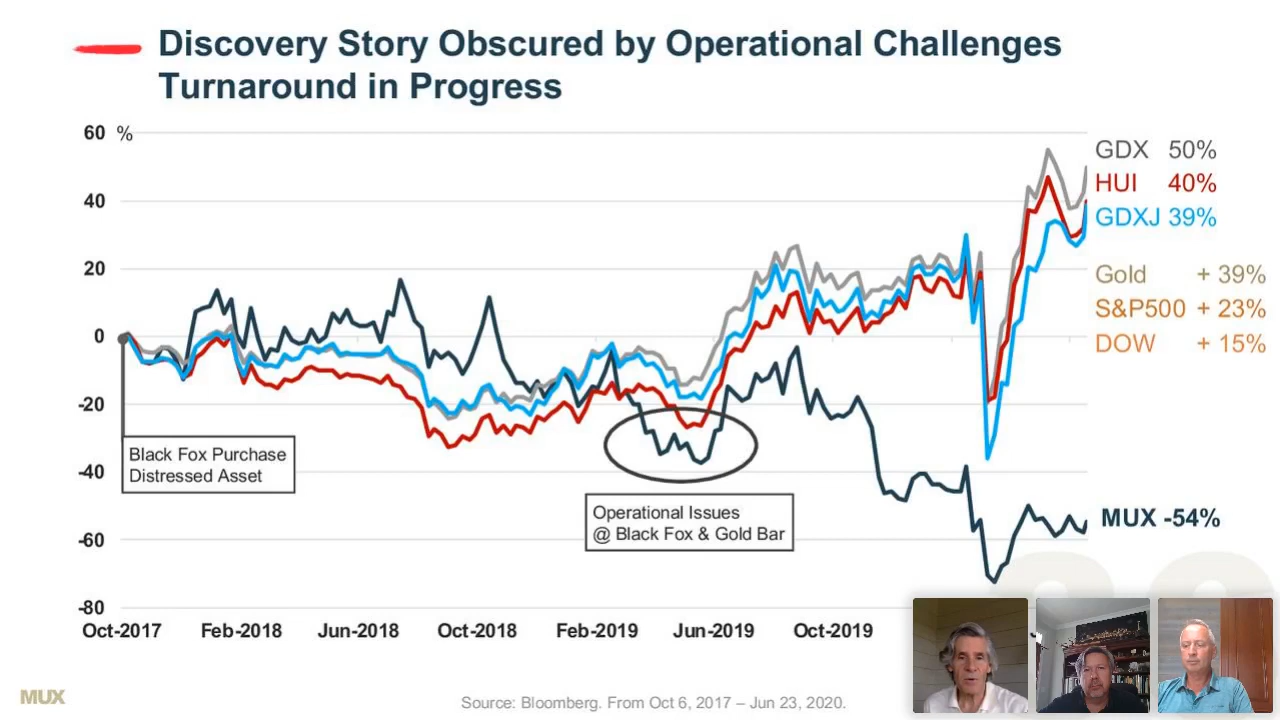 Discovery Story Obscured by Operational Challenges
Turnaround in Progress
60 %
40
20
0
-20
-40
-60
-80
GDX 50%
HUI 40%
GDXJ 39%
Gold + 39%
S&P500 + 23%
DOW + 15%
MUX -54%
Black Fox Purchase
Distressed Asset
Operational Issues
@ Black Fox & Gold Bar
Oct-2017 Feb-2018 Jun-2018 Oct-2018 Feb-2019 Jun-2019 Oct-2019
MUX
Source: Bloomberg. From Oct 6, 2017 – Jun 23, 2020.